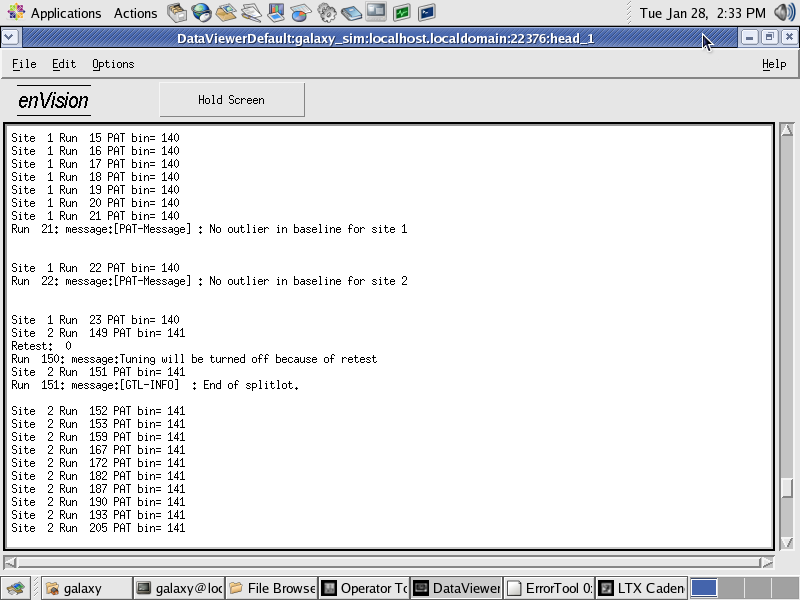 Applications Actions Tue Jan 28, 2:33 PM
DataViewerDefault:galaxy_sim:localhost.localdomain:22376:head_1
File Edit Options Help
enVision Hold Screen
Site 1 Run 15 PAT bin= 140
Site 1 Run 16 PAT bin= 140
Site 1 Run 17 PAT bin= 140
Site 1 Run 18 PAT bin= 140
Site 1 Run 19 PAT bin= 140
Site 1 Run 20 PAT bin= 140
Site 1 Run 21 PAT bin= 140
Run 21: message:[PAT-Message] : No outlier in baseline for site 1
Site 1 Run 22 PAT bin= 140
Run 22: message:[PAT-Message] : No outlier in baseline for site 2
Site 1 Run 23 PAT bin= 140
Site 2 Run 149 PAT bin= 141
Retest: 0
Run 150: message:Tuning will be turned off because of retest
Site 2 Run 151 PAT bin= 141
Run 151: message:[GTL-INFO] : End of splitlot.
Site 2 Run 152 PAT bin= 141
Site 2 Run 153 PAT bin= 141
Site 2 Run 159 PAT bin= 141
Site 2 Run 167 PAT bin= 141
Site 2 Run 172 PAT bin= 141
Site 2 Run 182 PAT bin= 141
Site 2 Run 187 PAT bin= 141
Site 2 Run 190 PAT bin= 141
Site 2 Run 193 PAT bin= 141
Site 2 Run 205 PAT bin= 141
galaxy galaxy@loc File Browse Operator To DataViewer ErrorTool 0: LTX Caden